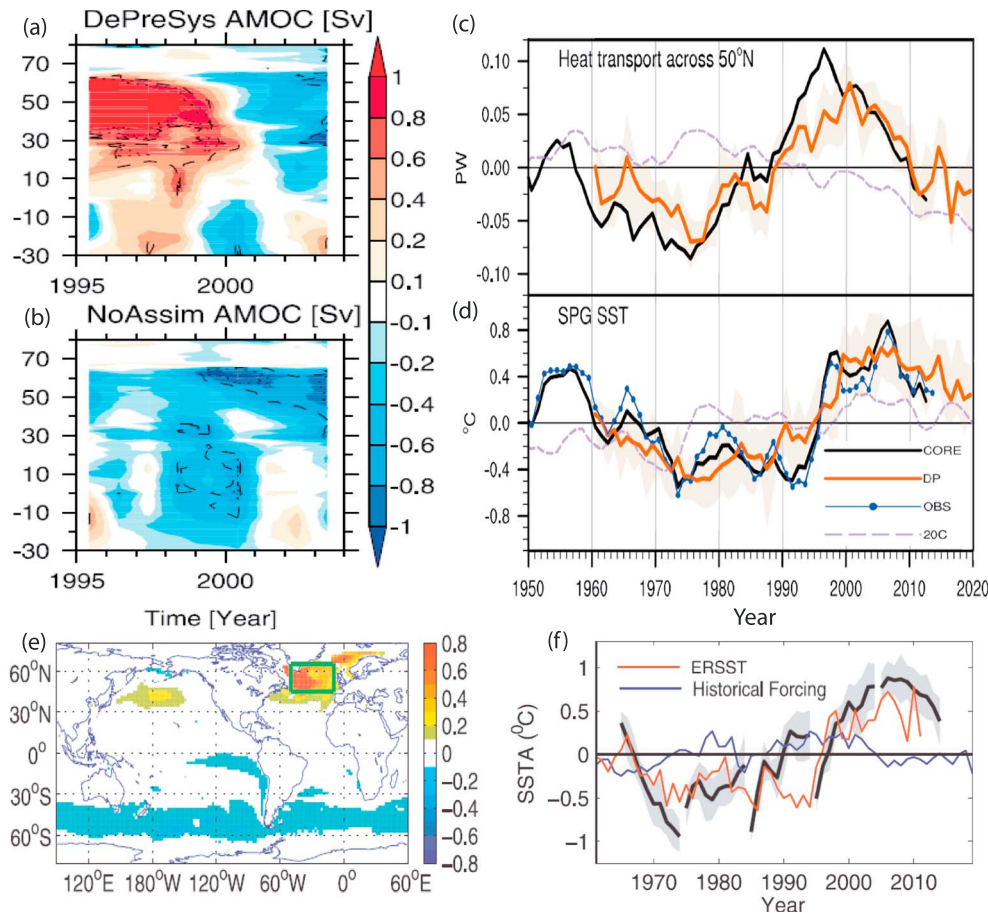 (a)
DePreSys AMOC [Sv]
70
50
30
10
-10
-30
1995
2000
(b)
NoAssim AMOC [Sv]
70
50
30
10
-10
-30
1995
2000
Time [Year]
1
0.8
0.6
0.4
0.2
0.1
-0.1
-0.2
-0.4
-0.6
-0.8
-1
(c)
Heat transport across 50°N
PW
0.10
0.05
0.00
-0.05
-0.10
(d)
SPG SST
°C
0.8
0.4
0.0
-0.4
-0.8
CORE
DP
OBS
20C
1950
1960
1970
1980
1990
2000
2010
2020
Year
(e)
60°N
30°N
0°
30°S
60°S
120°E
180°W
120°W
60°W
0°
60°E
0.8
0.6
0.4
0.2
0
-0.2
-0.4
-0.6
-0.8
(f)
ERSST
Historical Forcing
SSTA (°C)
1
0.5
0
−0.5
−1
1970
1980
1990
2000
2010
Year